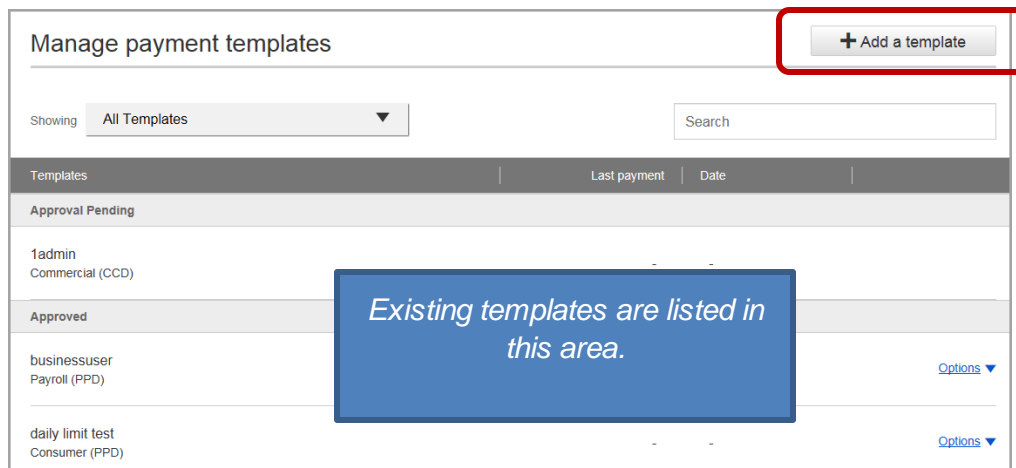 Manage payment templates
+ Add a template
Showing All Templates
Search
Templates Last payment Date
Approval Pending
1admin
Commercial (CCD)
- -
Existing templates are listed in
this area.
Approved
businessuser
Payroll (PPD)
Options
daily limit test
Consumer (PPD)
- -
Options